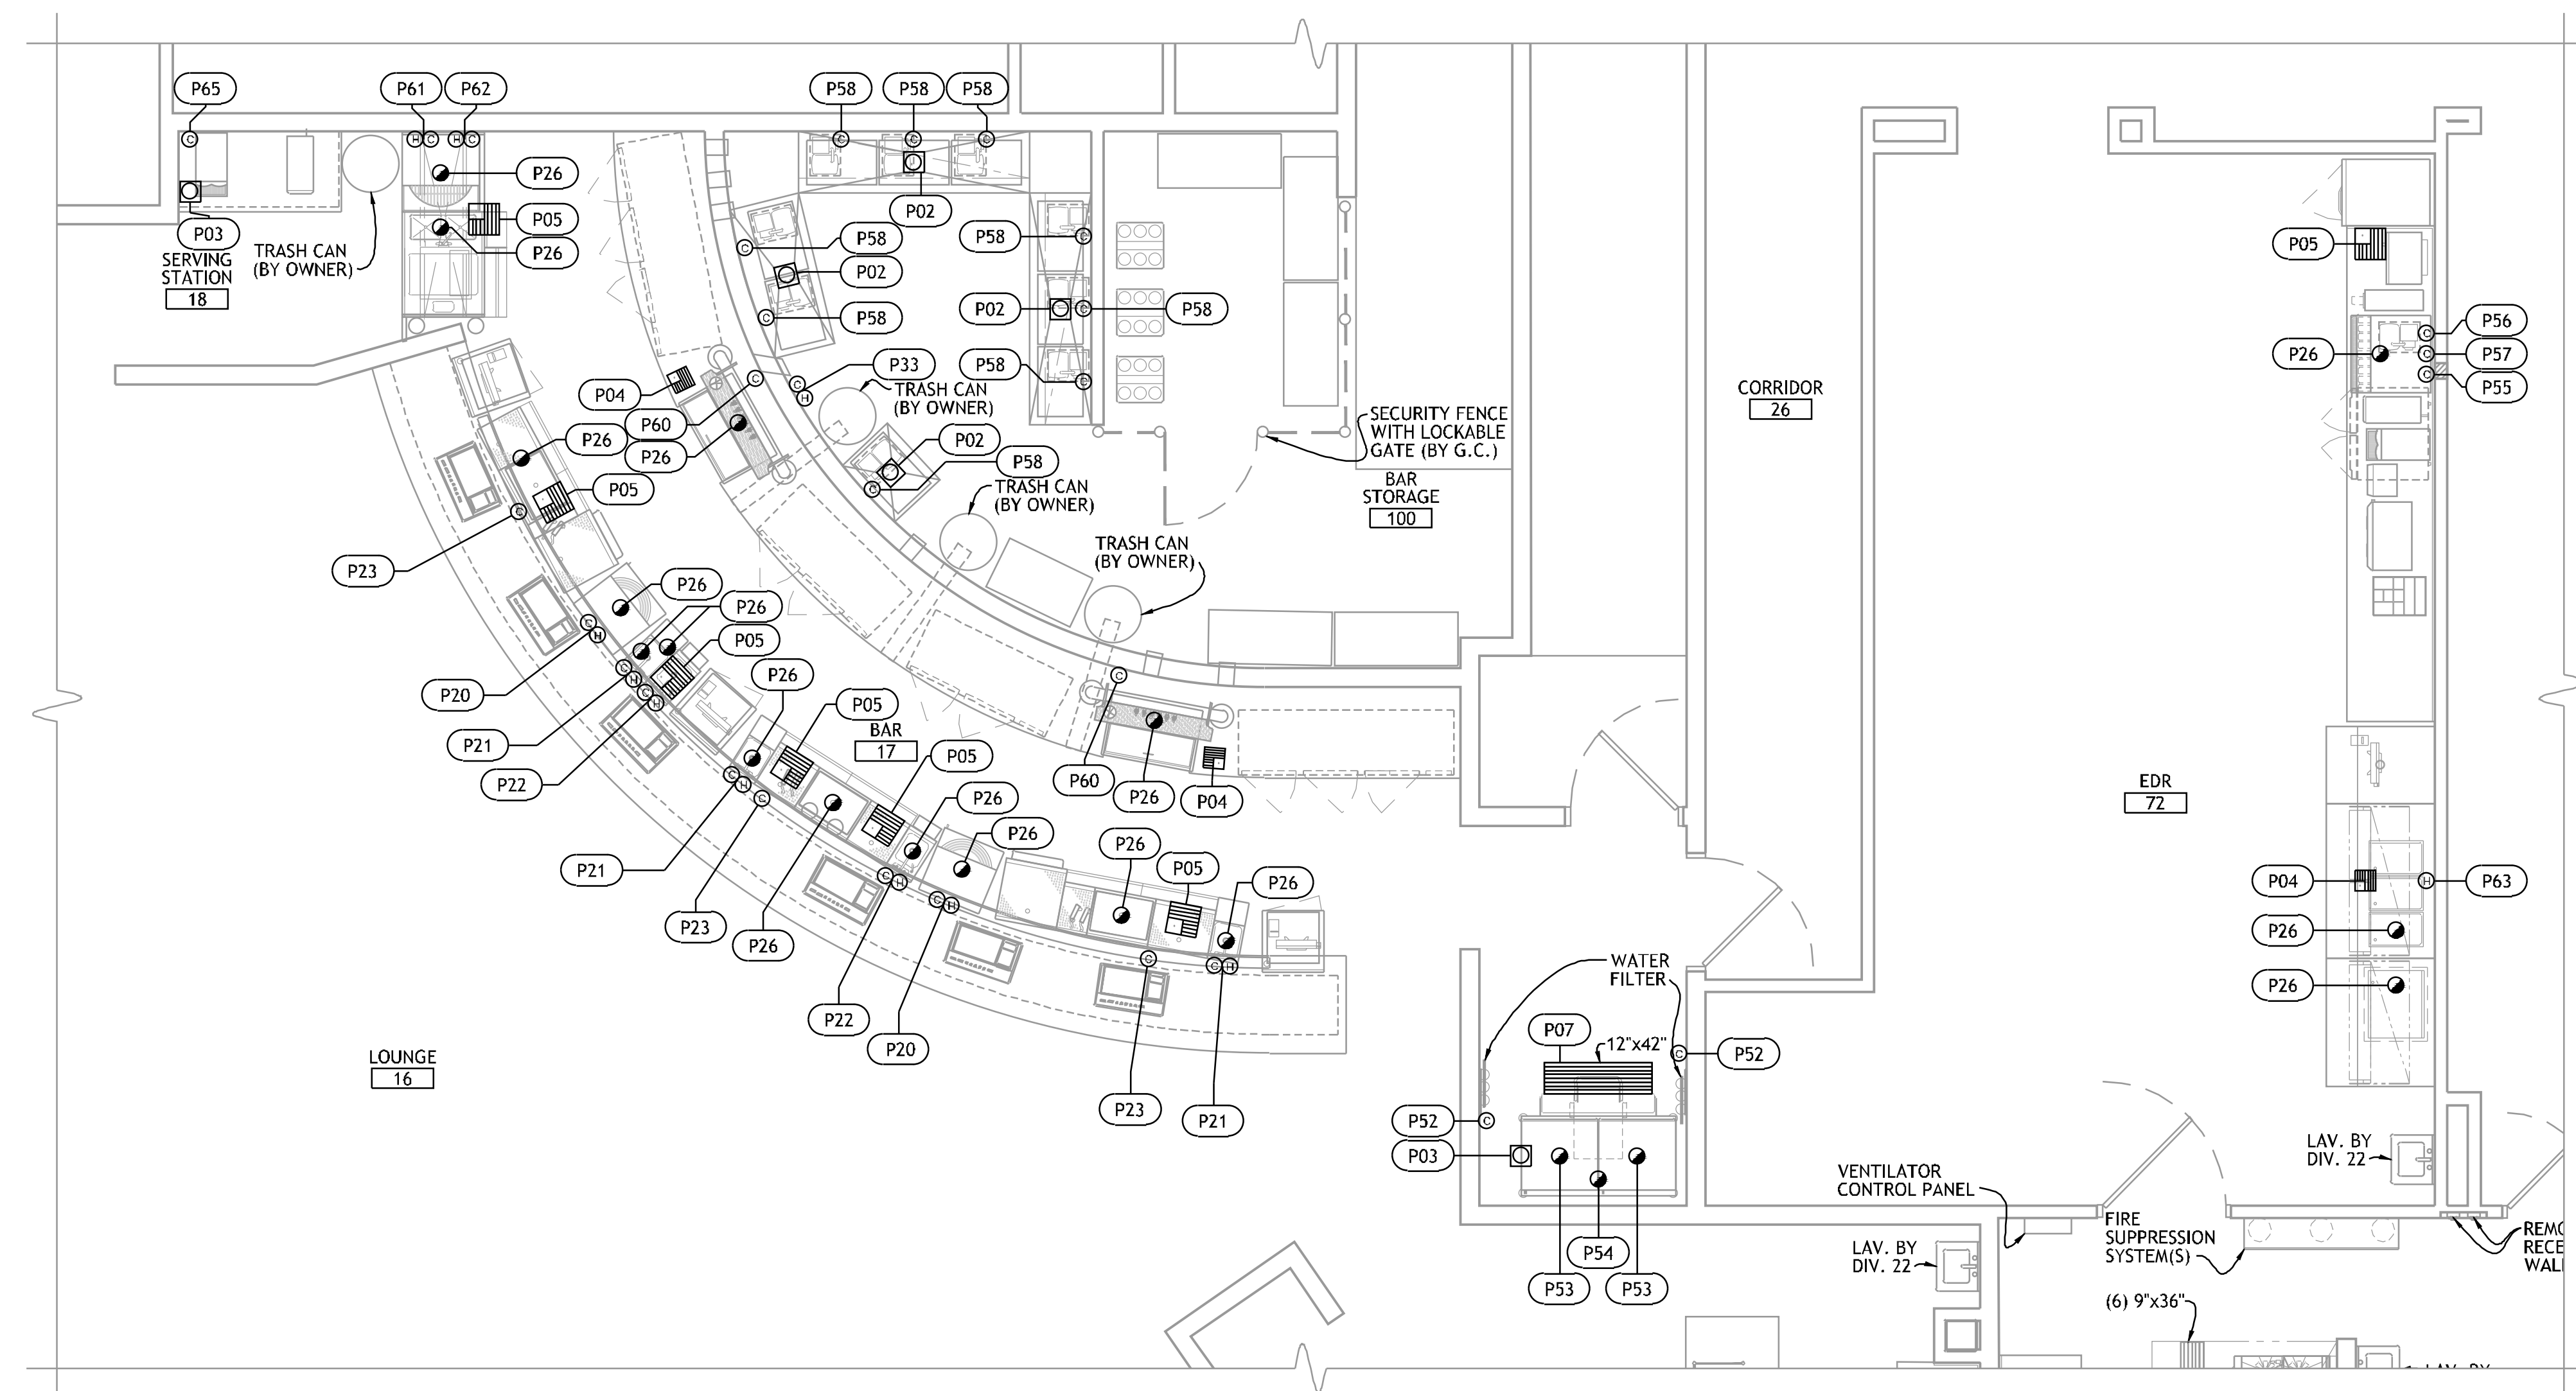 P65
P61
P62
P58
P58
P58
C
H
C
H
C
C
C
C
P26
P05
P26
P03
SERVING
STATION
18
TRASH CAN
(BY OWNER)
P02
P58
P02
P58
C
C
P58
C
P02
C
P58
P58
C
P33
C
H
TRASH CAN
(BY OWNER)
P04
P60
C
P26
P26
P05
P23
C
P02
P58
C
TRASH CAN
(BY OWNER)
TRASH CAN
(BY OWNER)
SECURITY FENCE
WITH LOCKABLE
GATE (BY G.C.)
BAR
STORAGE
100
CORRIDOR
26
P05
P26
C
C
C
P56
P57
P55
P26
P26
P05
C
H
P20
C
H
P21
C
H
P22
P26
P05
BAR
17
P05
C
H
P21
C
P23
P26
P26
P26
C
H
P22
C
H
P20
C
P60
P26
P04
P26
P05
P26
C
P23
C
H
P21
EDR
72
P04
H
P63
P26
P26
LOUNGE
16
WATER
FILTER
P07
12"x42"
C
P52
P52
C
P03
P54
P53
P53
LAV. BY
DIV. 22
VENTILATOR
CONTROL PANEL
FIRE
SUPPRESSION
SYSTEM(S)
LAV. BY
DIV. 22
REMO
RECE
WALL
(6) 9"x36"
LAV. BY